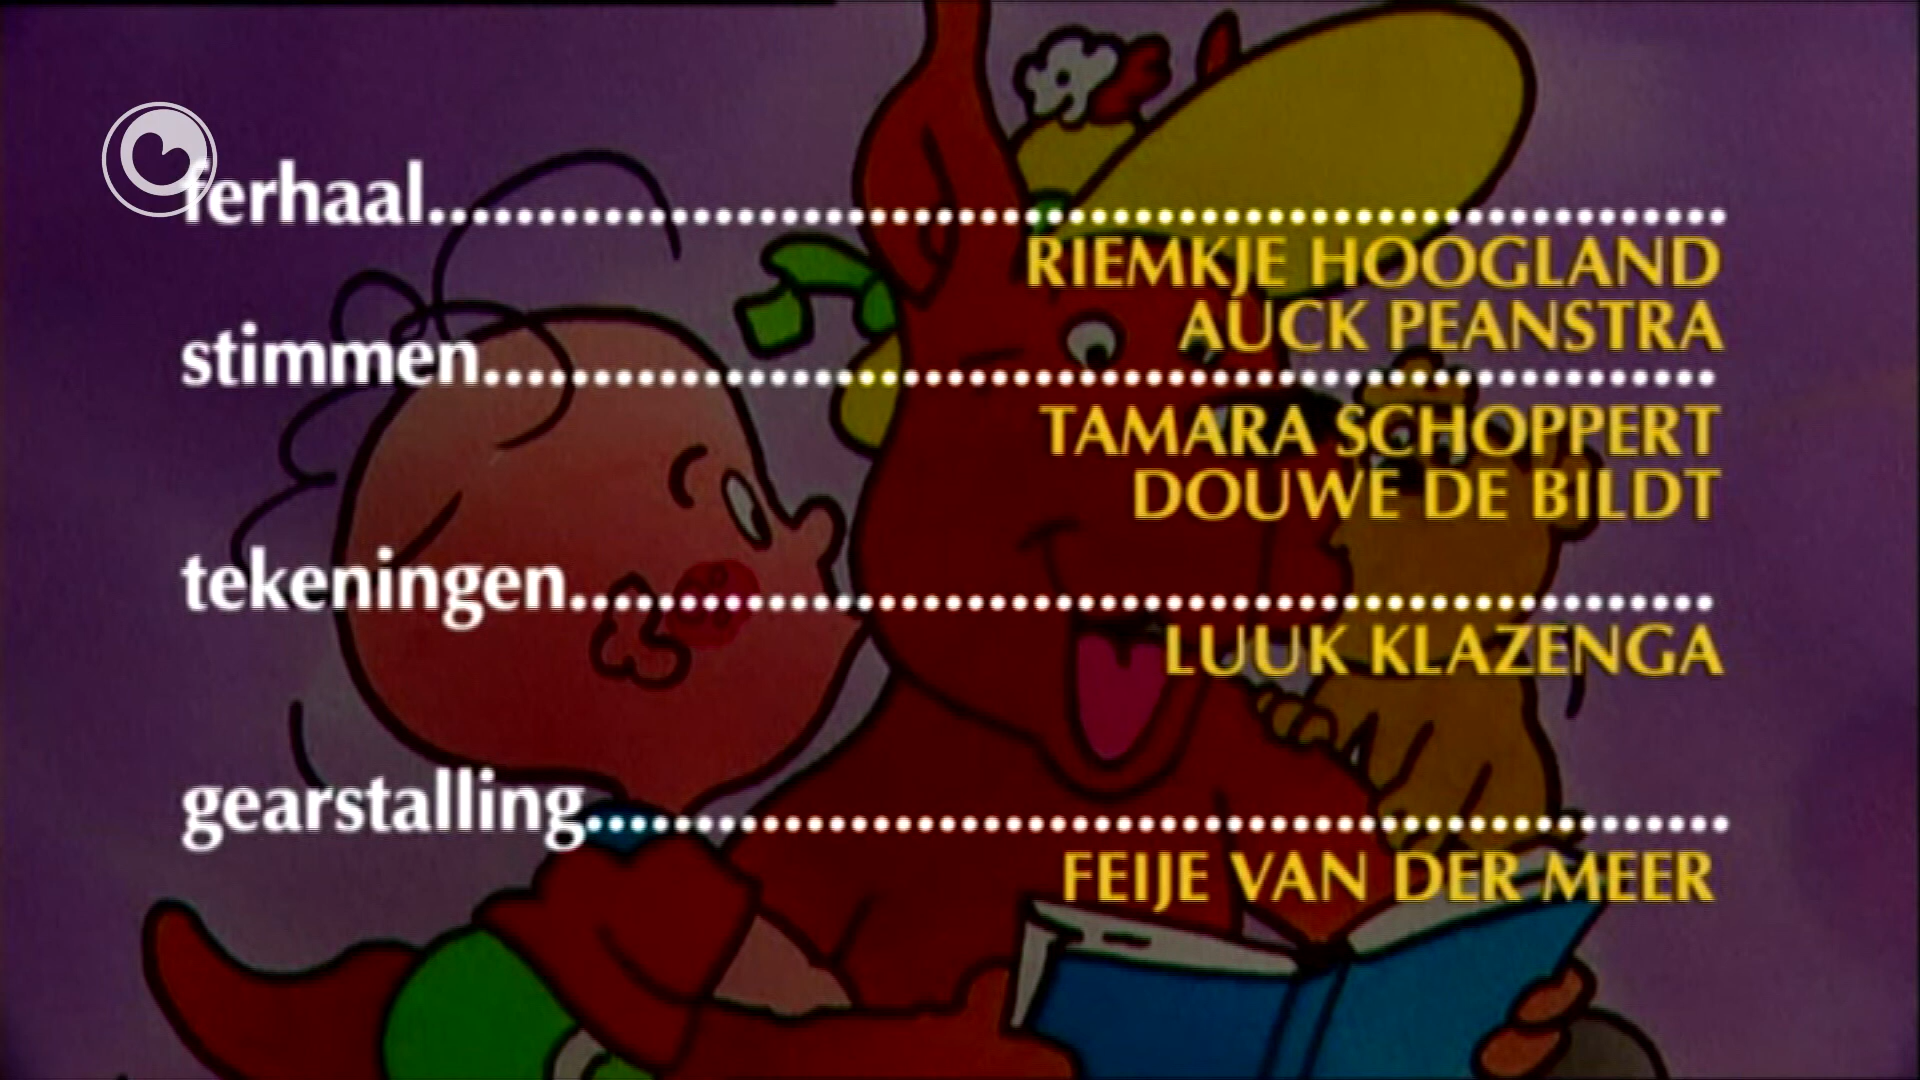 ferhaal................................................................
RIEMKJE HOOGLAND
AUCK PEANSTRA
stimmen................................................................
TAMARA SCHOPPERT
DOUWE DE BILDT
tekeningen................................................................
LUUK KLAZENGA
gearstalling................................................................
FEIJE VAN DER MEER